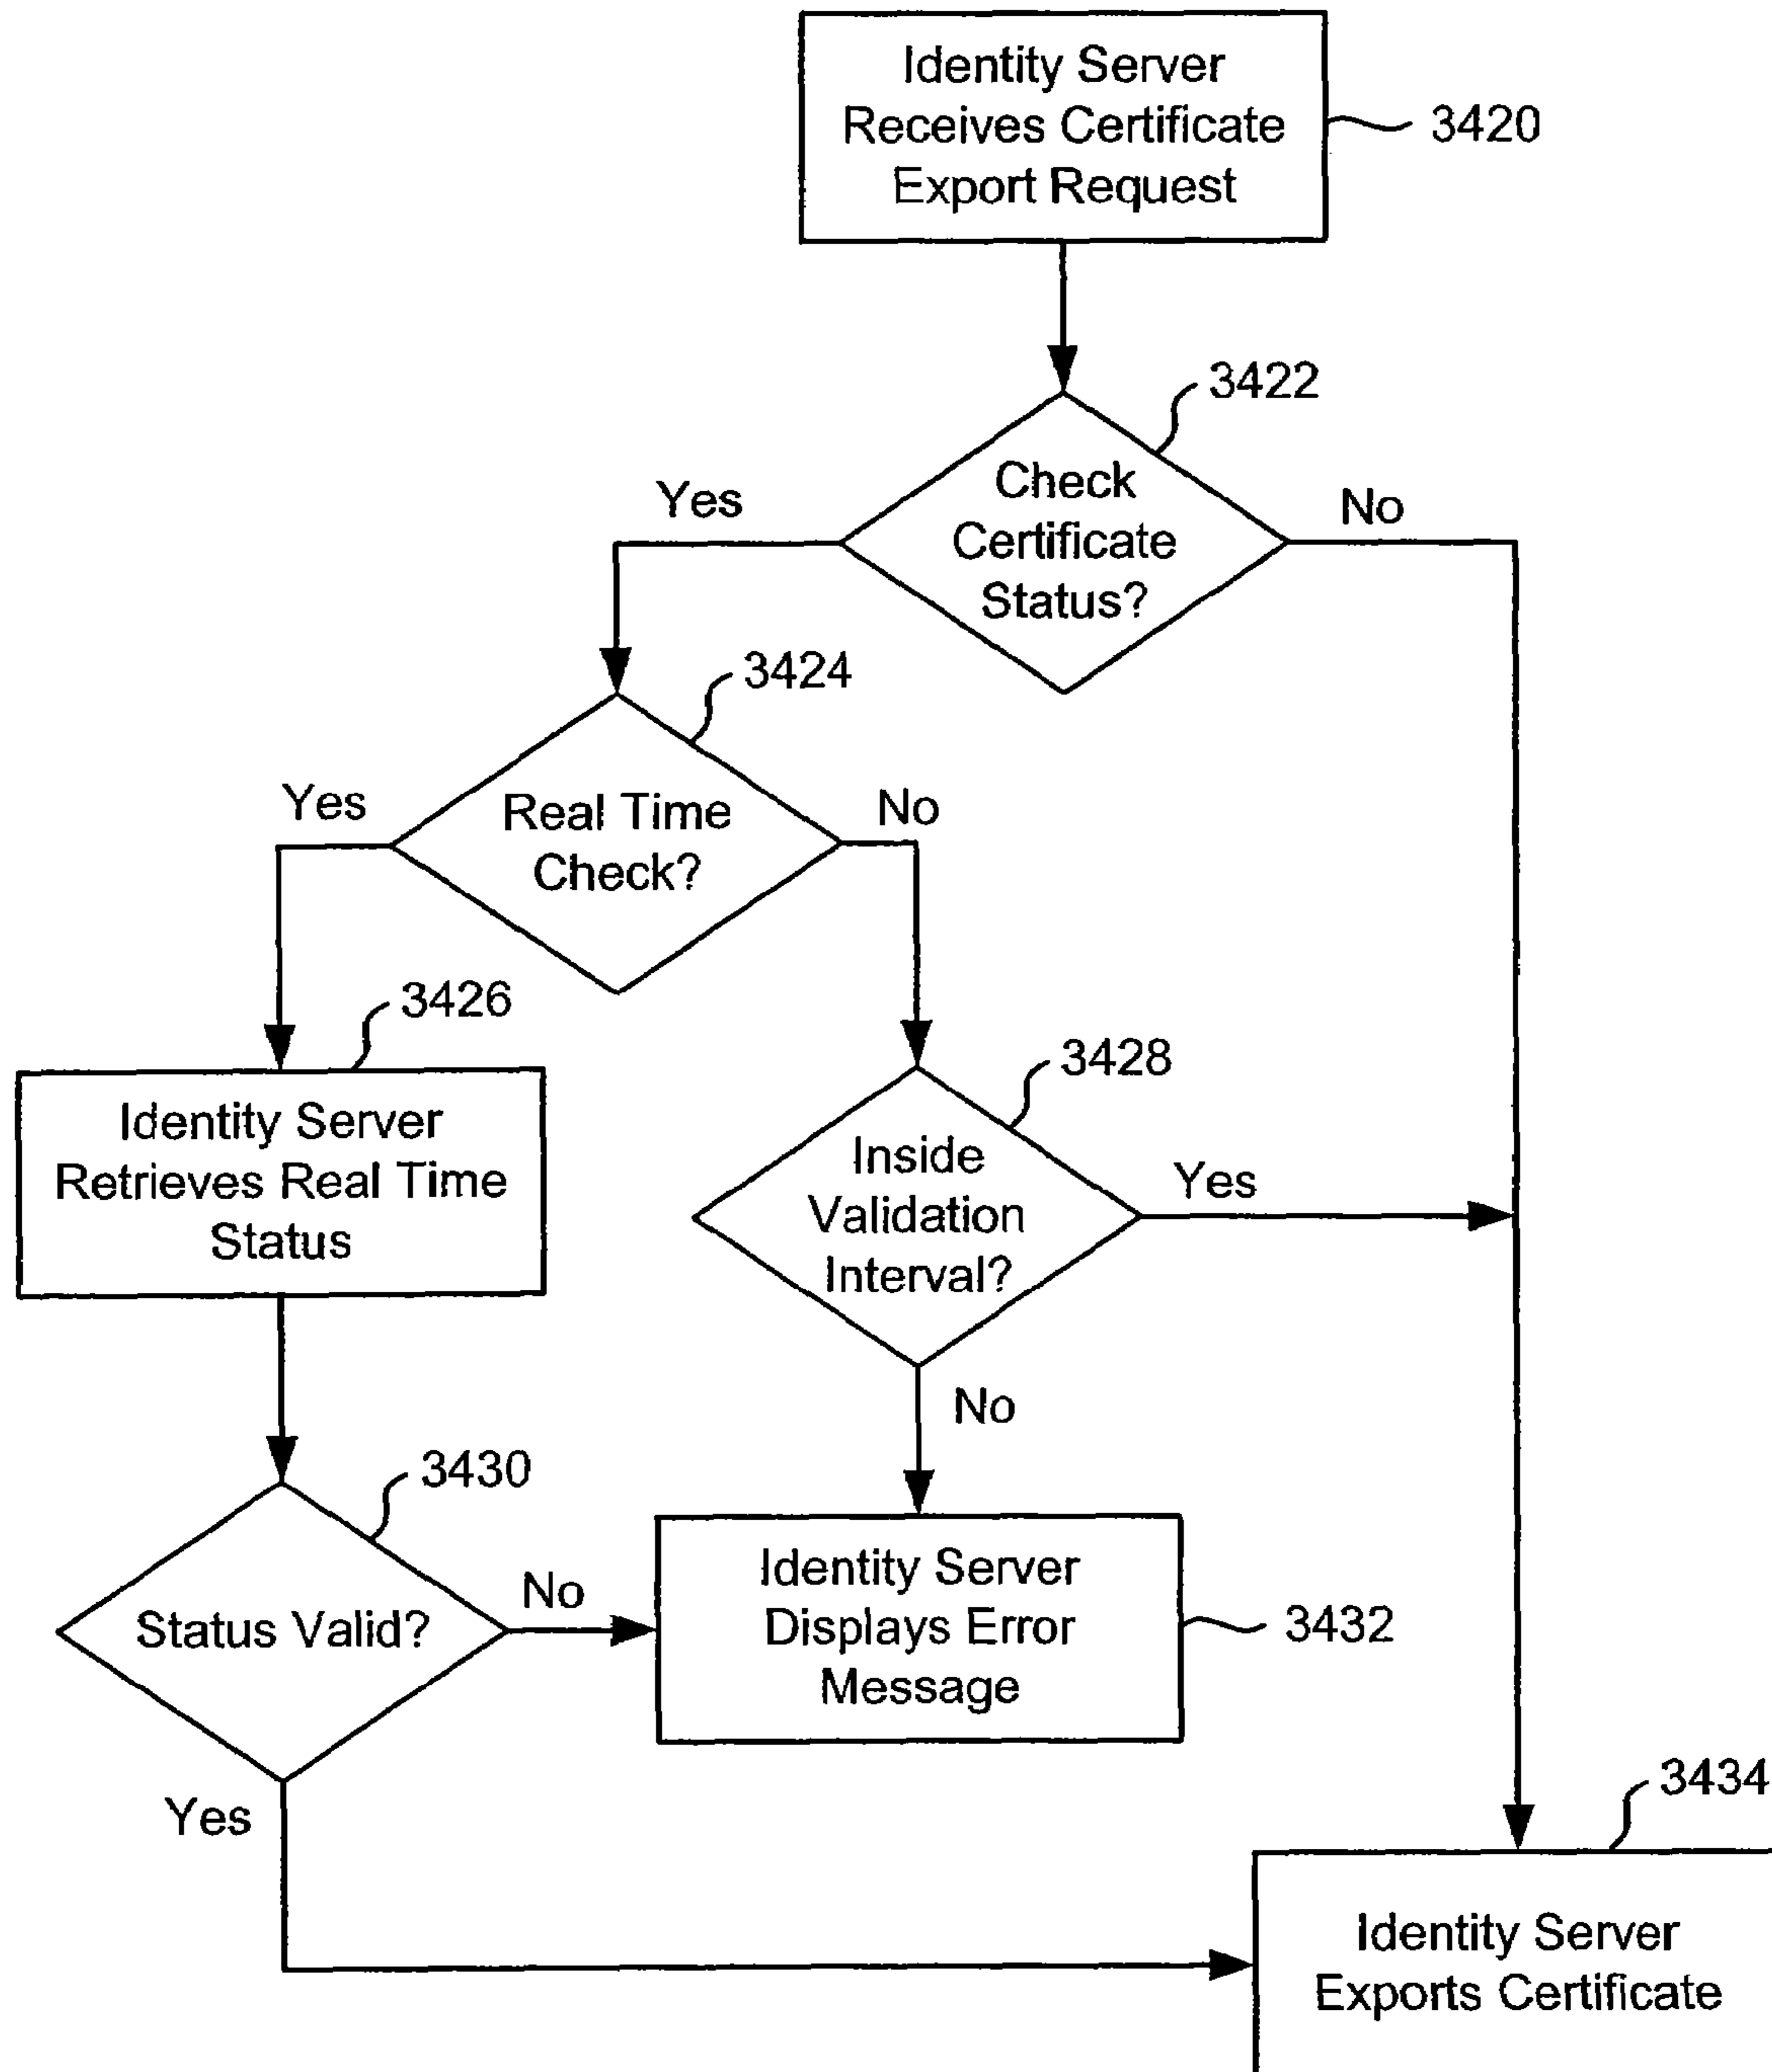 Identity Server
Receives Certificate
Export Request
3420
3422
Check
Certificate
Status?
Yes
No
3424
Real Time
Check?
Yes
No
3426
Identity Server
Retrieves Real Time
Status
3428
Inside
Validation
Interval?
Yes
No
3430
Status Valid?
No
Yes
Identity Server
Displays Error
Message
3432
3434
Identity Server
Exports Certificate